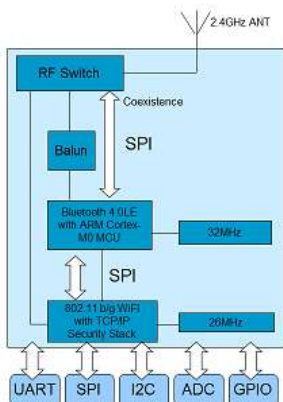 2.4GHz ANT
RF Switch
Coexistence
SPI
Balun
Bluetooth 4.0LE
with ARM Cortex-
M0 MCU
32MHz
SPI
802.11 b/g WiFI
with TCP/IP
Security Stack
26MHz
UART
SPI
I2C
ADC
GPIO